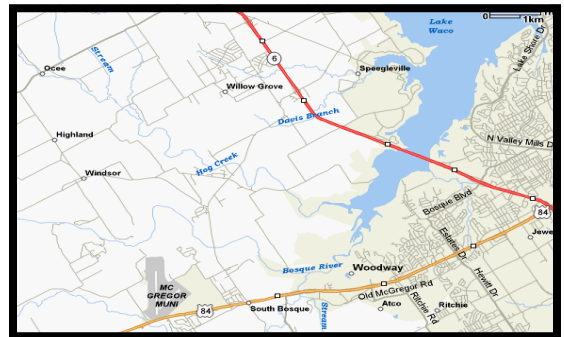 Lake
Waco
0
1km
Lake Shore Dr
Ocee
Stream
6
Speegleville
Willow Grove
Davis Branch
Highland
N Valley Mills D
Hog Creek
Windsor
Bosque Blvd
84
Jewe
Estates Dr
Bosque River
Woodway
Hewitt Dr
MC
GREGOR
MUNI
Old McGregor Rd
84
South Bosque
Stream
Atco
Ritchie Rd
Ritchie